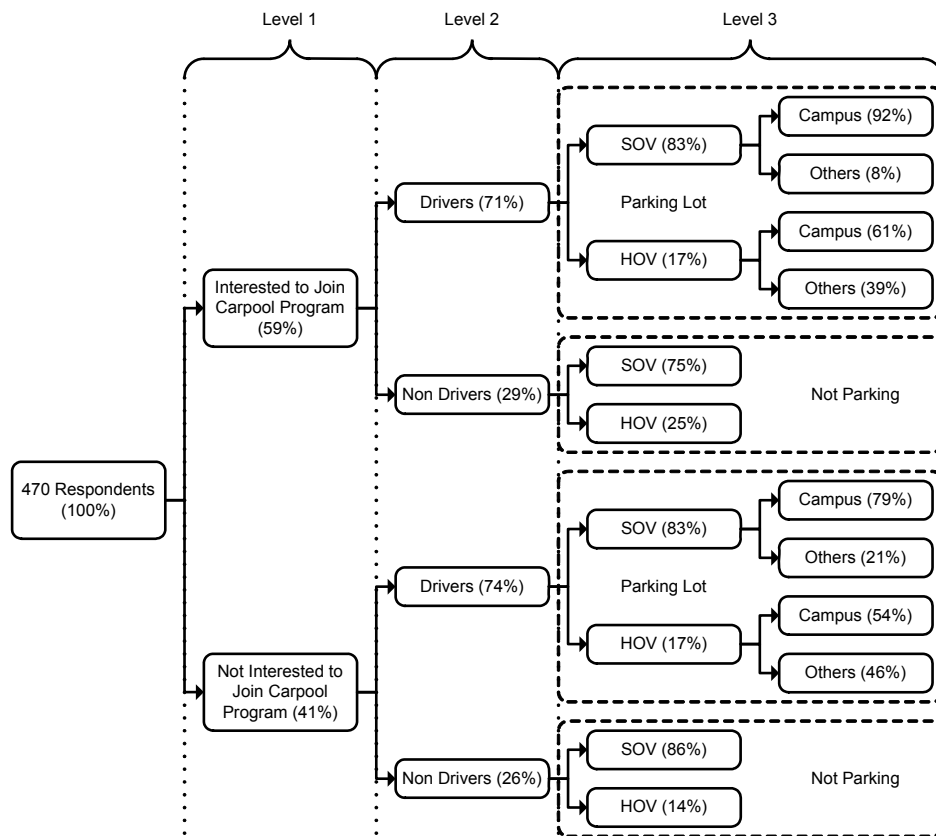 Level 1
Level 2
Level 3
470 Respondents
(100%)
Interested to Join
Carpool Program
(59%)
Drivers (71%)
SOV (83%)
Campus (92%)
Others (8%)
Parking Lot
HOV (17%)
Campus (61%)
Others (39%)
Non Drivers (29%)
SOV (75%)
HOV (25%)
Not Parking
Not Interested to
Join Carpool
Program (41%)
Drivers (74%)
SOV (83%)
Campus (79%)
Others (21%)
Parking Lot
HOV (17%)
Campus (54%)
Others (46%)
Non Drivers (26%)
SOV (86%)
HOV (14%)
Not Parking